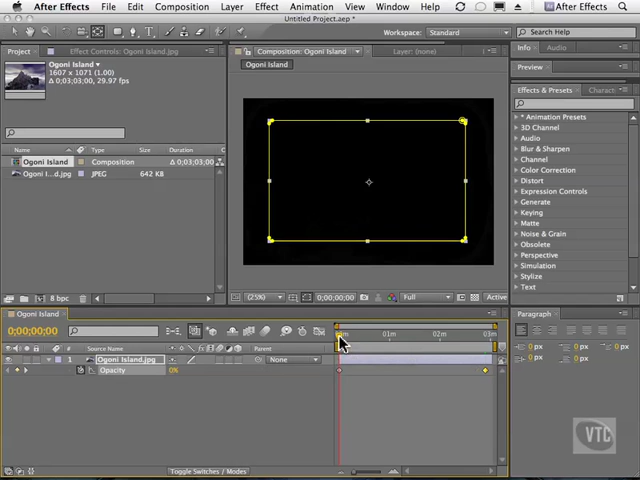 After Effects File Edit Composition Layer Effect Animation View Window Help After Effects
Untitled Project.aep *
Workspace: Standard Search Help
Project Effect Controls: Ogoni Island.jpg
Composition: Ogoni Island Layer: (none)
Info Audio
Ogoni Island
Ogoni Island▼
1607 x 1071 (1.00)
Δ 0;03;03;00, 29.97 fps
Preview
Effects & Presets Charact
* Animation Presets
3D Channel
Audio
Blur & Sharpen
Channel
Color Correction
Distort
Expression Controls
Generate
Keying
Matte
Noise & Grain
Obsolete
Perspective
Simulation
Stylize
Text
Name Type Size Duration
Ogoni Island Composition 0;03;03;00
Ogoni I...d.jpg JPEG 642 KB
8 bpc
(25%) 0;00;00;00 Full Active
Ogoni Island
0;00;00;00
01m 02m 03m
# Source Name Parent
1 Ogoni Island.jpg None
Opacity 0%
Toggle Switches / Modes
Paragraph
0 px 0 px 0 px
0 px 0 px
VTC